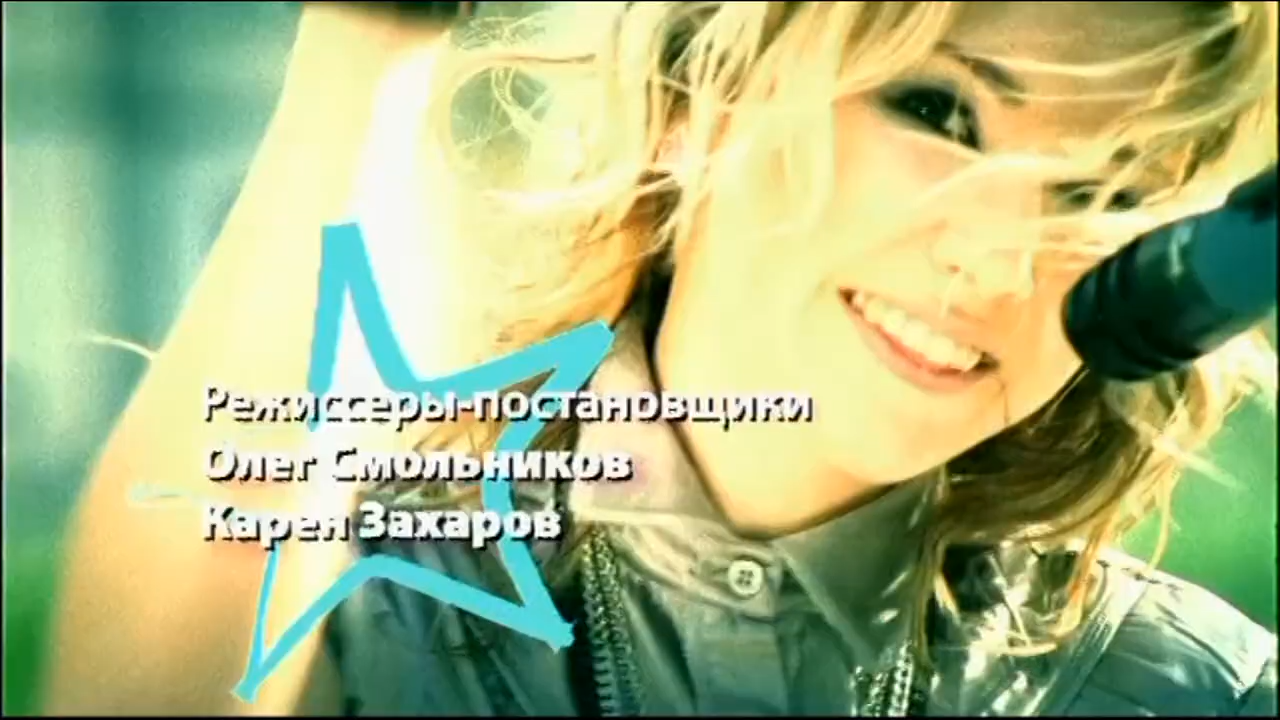 Режиссеры-постановщики
Олег Смольников
Карен Захаров